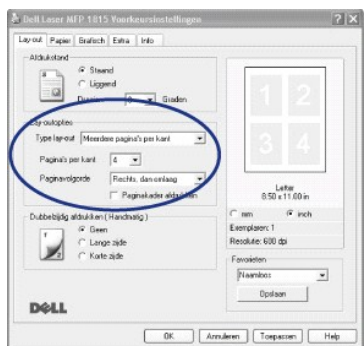 Dell Laser MFP 1815 Voorkeursinstellingen
Lay-out Papier Grafisch Extra Info
Afdrukstand
Staand
Liggend
Graden
Lay-outopties
Type lay-out Meerdere pagina's per kant
Pagina's per kant 4
Paginavolgorde Rechts, dan omlaag
Paginakader afdrukken
Dubbelzijdig afdrukken (Handmatig)
Geen
Lange zijde
Korte zijde
1 2
3 4
Letter
8.50 x 11.00 in
mm inch
Exemplaren: 1
Resolutie: 600 dpi
Favorieten
Naamloos
Opslaan
DELL
OK Annuleren Toepassen Help